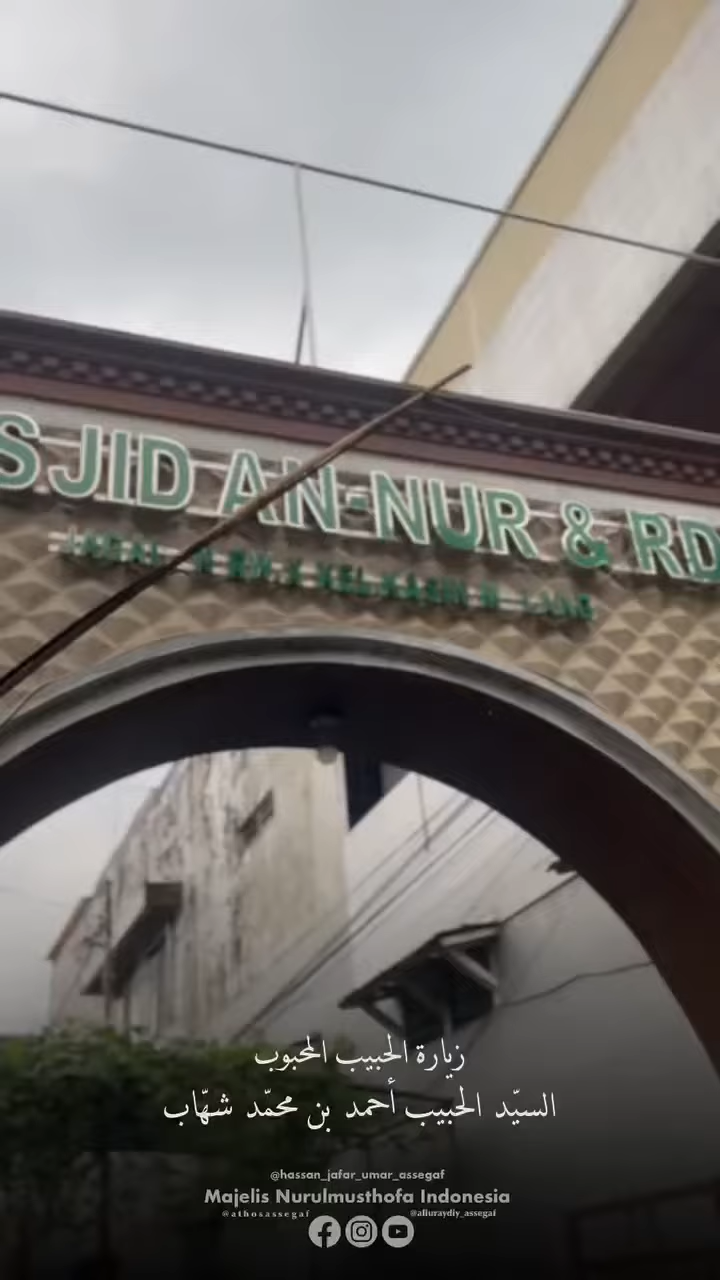 SJID AN-NUR & RD
زيارة الحبيب المحبوب
السيّد الحبيب أحمد بن محمّد شهّاب
@hassan_jafar_umar_assegaf
Majelis Nurulmusthofa Indonesia
@athosassegaf @alluraydiy_assegaf